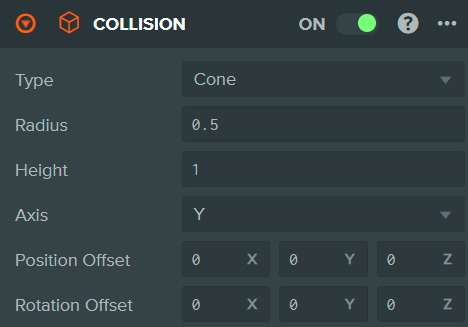 COLLISION ON ? 
Type Cone
Radius 0.5
Height 1
Axis Y
Position Offset 0 X 0 Y 0 Z
Rotation Offset 0 X 0 Y 0 Z